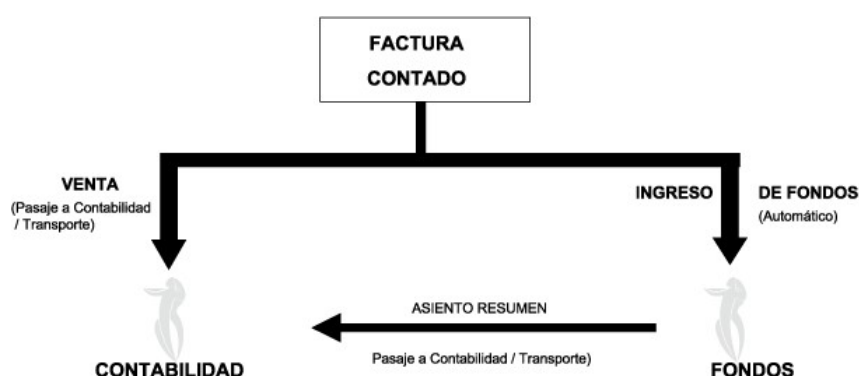 FACTURA
CONTADO
VENTA
(Pasaje a Contabilidad
/ Transporte)
INGRESO DE FONDOS
(Automático)
ASIENTO RESUMEN
Pasaje a Contabilidad / Transporte)
CONTABILIDAD
FONDOS